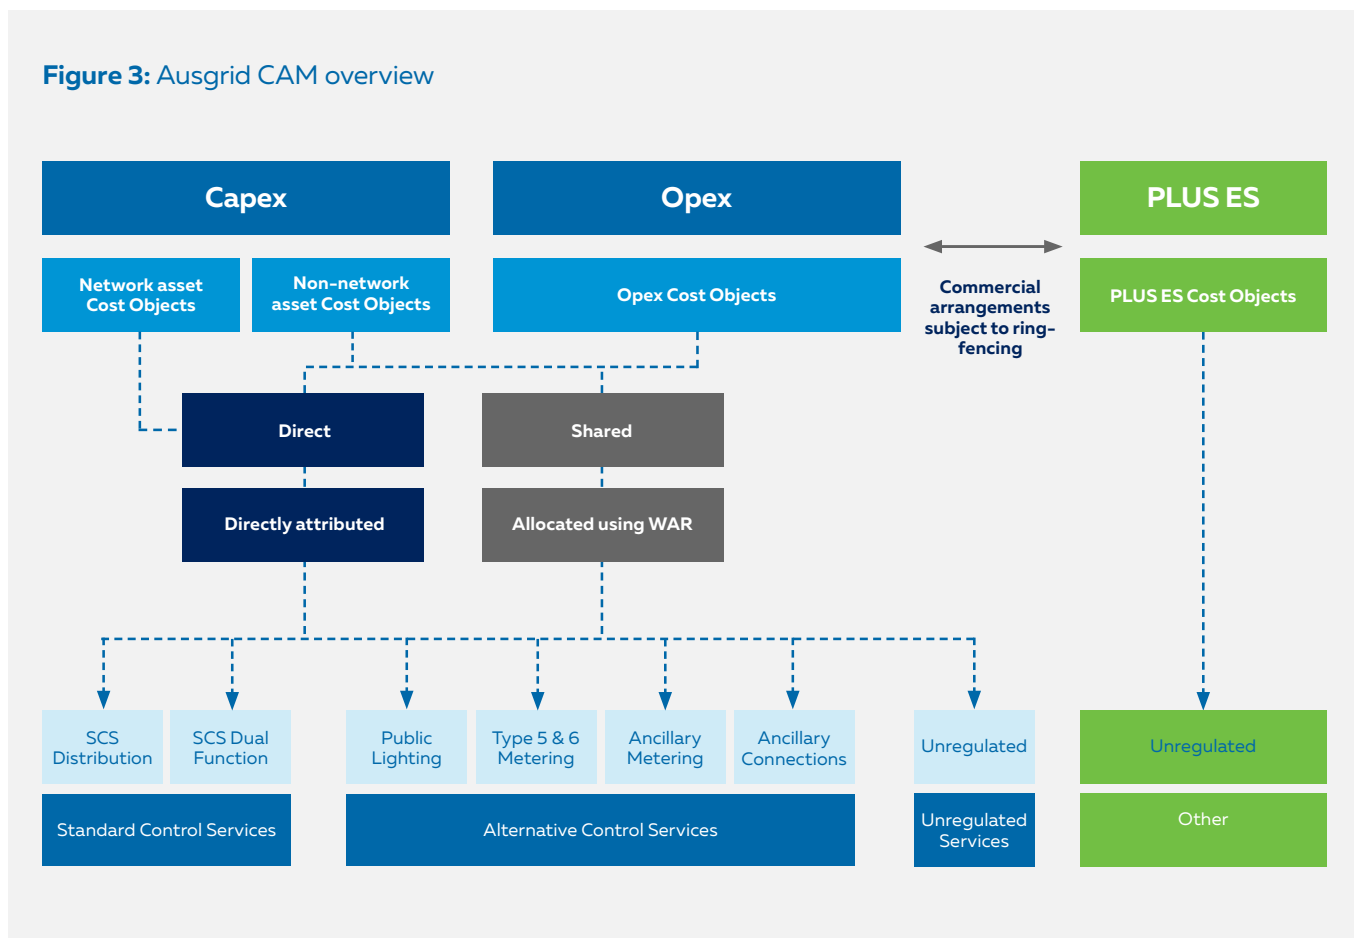 Figure 3: Ausgrid CAM overview
Capex
Opex
PLUS ES
Network asset
Cost Objects
Non-network
asset Cost Objects
Opex Cost Objects
Commercial
arrangements
subject to ring-
fencing
PLUS ES Cost Objects
Direct
Shared
Directly attributed
Allocated using WAR
SCS
Distribution
SCS Dual
Function
Public
Lighting
Type 5 & 6
Metering
Ancillary
Metering
Ancillary
Connections
Unregulated
Unregulated
Standard Control Services
Alternative Control Services
Unregulated
Services
Other